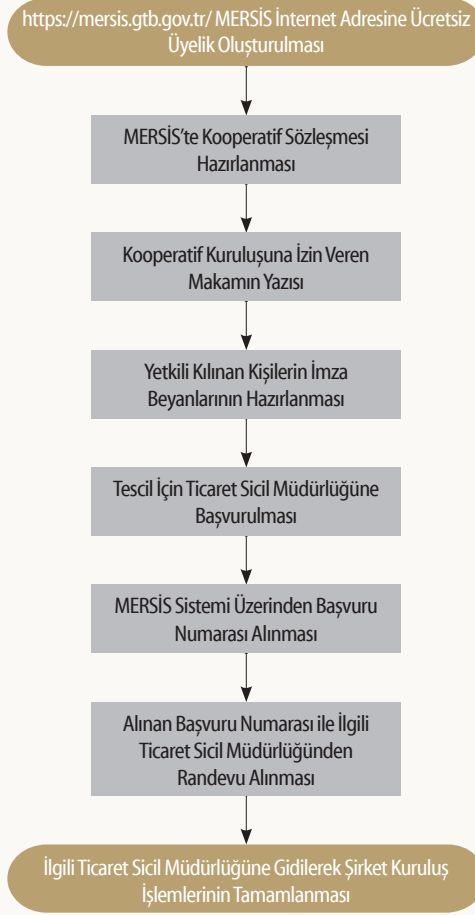 https://mersis.gtb.gov.tr/ MERSİS İnternet Adresine Ücretsiz
Üyelik Oluşturulması
MERSİS’te Kooperatif Sözleşmesi
Hazırlanması
Kooperatif Kuruluşuna İzin Veren
Makamın Yazısı
Yetkili Kılınan Kişilerin İmza
Beyanlarının Hazırlanması
Tescil İçin Ticaret Sicil Müdürlüğüne
Başvurulması
MERSİS Sistemi Üzerinden Başvuru
Numarası Alınması
Alınan Başvuru Numarası ile İlgili
Ticaret Sicil Müdürlüğünden
Randevu Alınması
İlgili Ticaret Sicil Müdürlüğüne Gidilerek Şirket Kuruluş
İşlemlerinin Tamamlanması